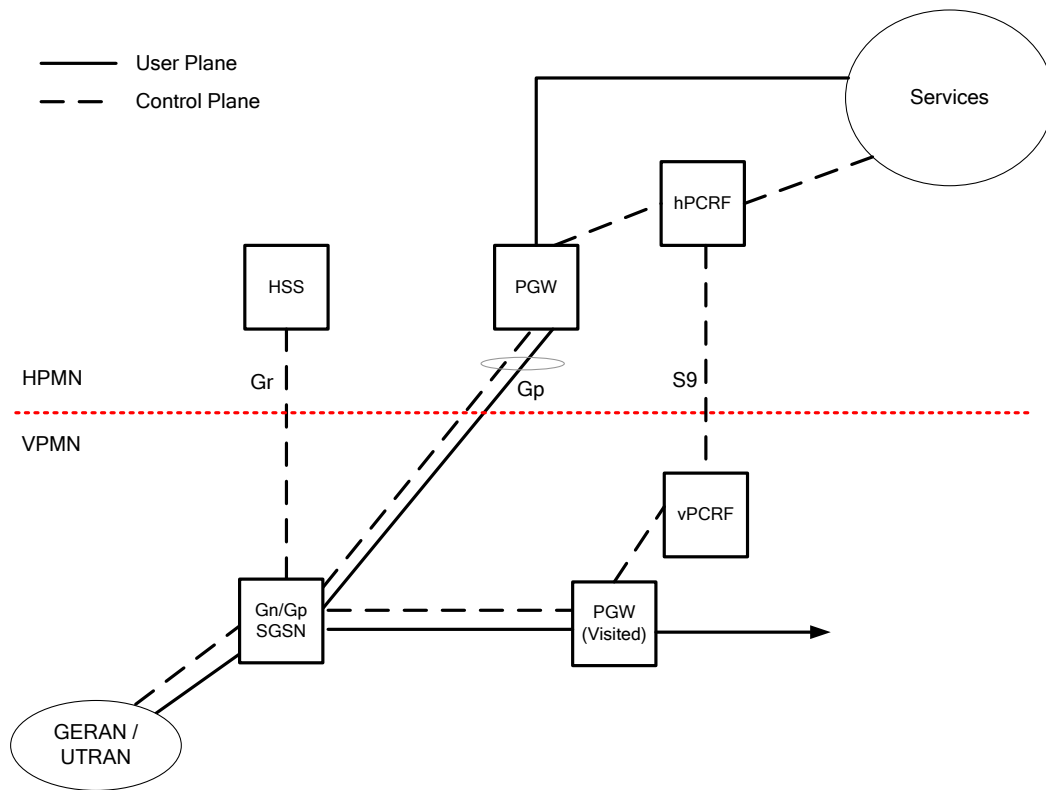 User Plane
Control Plane
Services
hPCRF
HSS
PGW
HPMN
Gr
Gp
S9
VPMN
vPCRF
Gn/Gp
SGSN
PGW
(Visited)
GERAN /
UTRAN